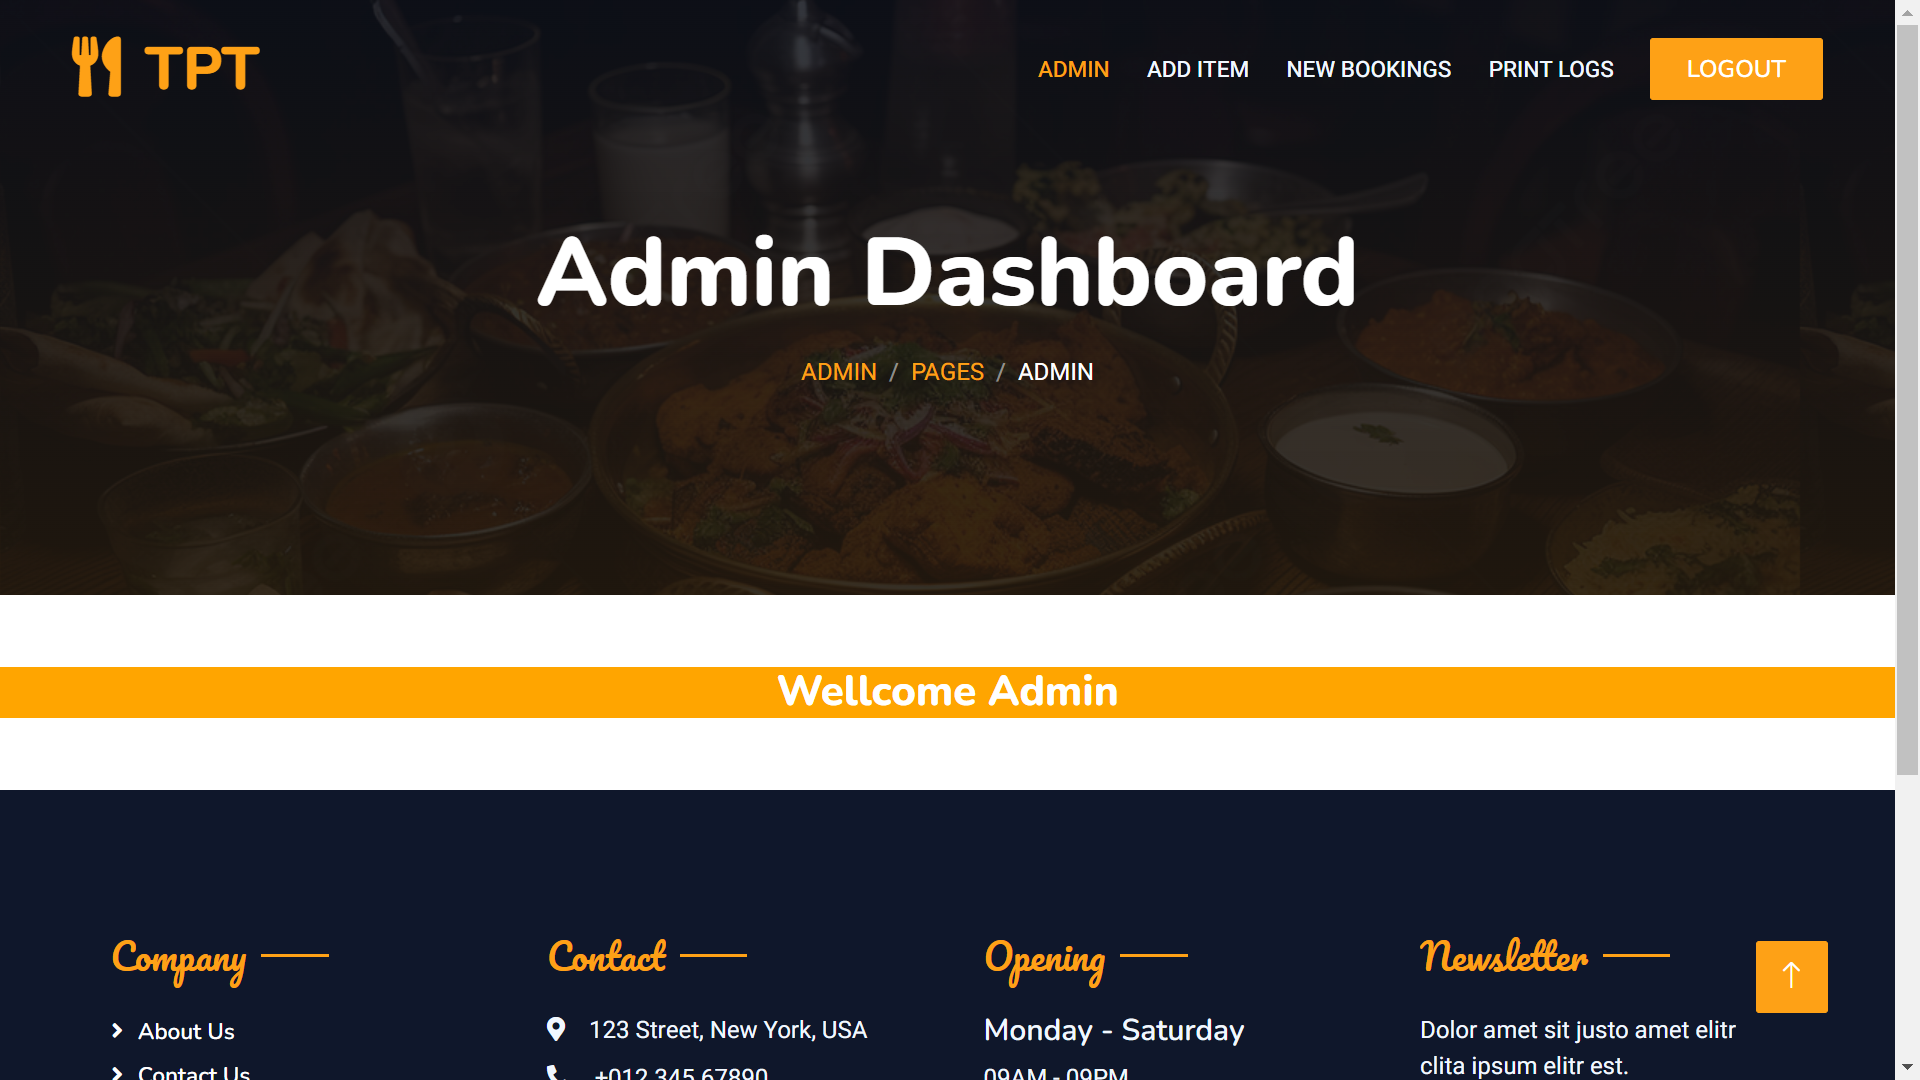 TPT
ADMIN ADD ITEM NEW BOOKINGS PRINT LOGS LOGOUT
Admin Dashboard
ADMIN / PAGES / ADMIN
Wellcome Admin
Company
About Us
Contact Us
Contact
123 Street, New York, USA
+012 345 67890
Opening
Monday - Saturday
09AM - 09PM
Newsletter
Dolor amet sit justo amet elitr
clita ipsum elitr est.